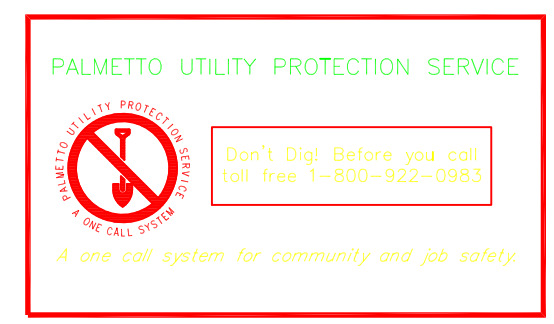 PALMETTO UTILITY PROTECTION SERVICE
PALMETTO UTILITY PROTECTION SERVICE
A ONE CALL SYSTEM
Don't Dig! Before you call
toll free 1-800-922-0983
A one call system for community and job safety.